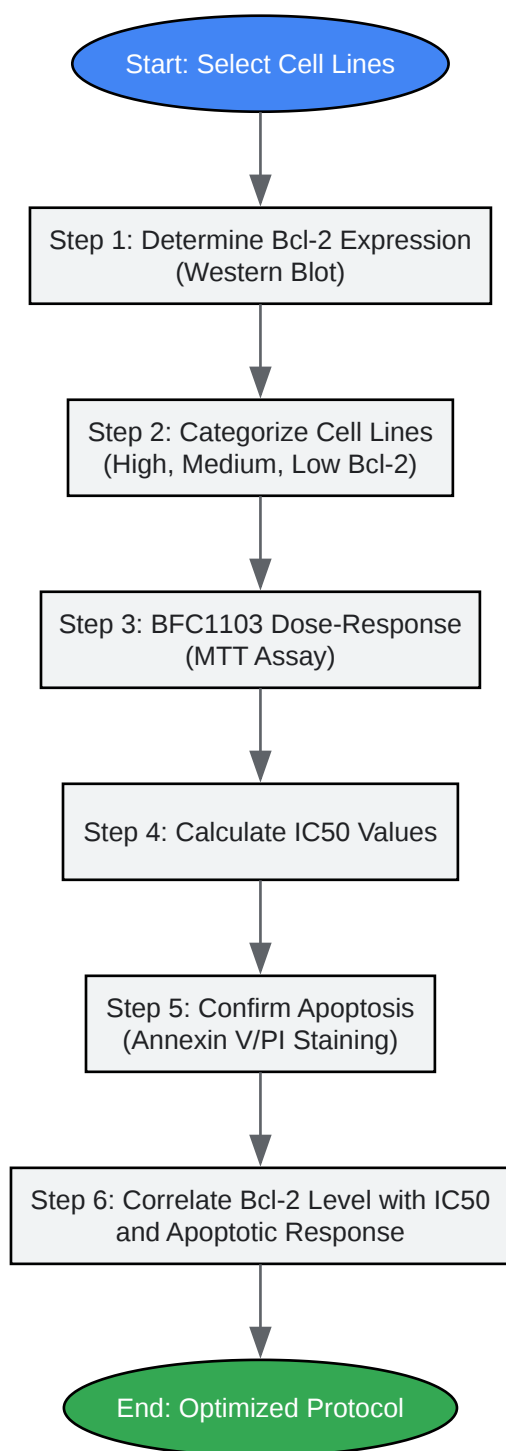 Start: Select Cell Lines
Step 1: Determine Bcl-2 Expression
(Western Blot)
Step 2: Categorize Cell Lines
(High, Medium, Low Bcl-2)
Step 3: BFC1103 Dose-Response
(MTT Assay)
Step 4: Calculate IC50 Values
Step 5: Confirm Apoptosis
(Annexin V/PI Staining)
Step 6: Correlate Bcl-2 Level with IC50
and Apoptotic Response
End: Optimized Protocol